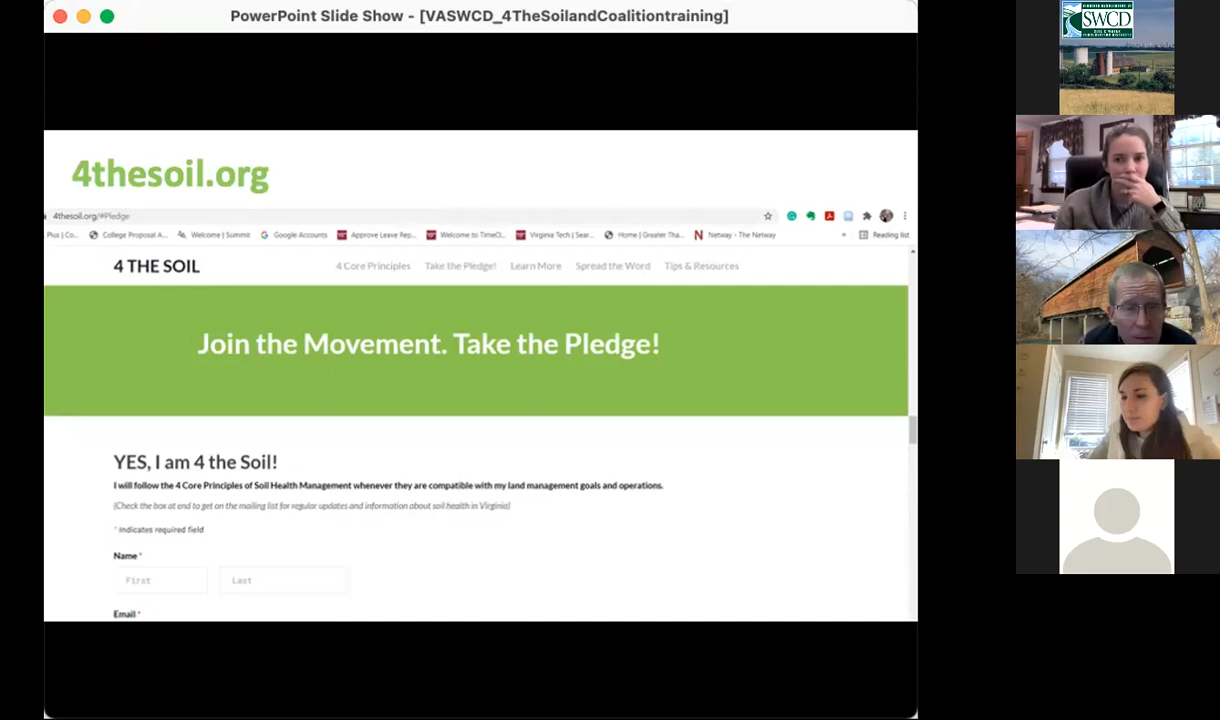 PowerPoint Slide Show - [VASWCD_4TheSoilandCoalitiontraining]
4thesoil.org
4thesoil.org/#Pledge
Plus | Co... College Proposal A... Welcome | Summit Google Accounts Approve Leave Rep... Welcome to TimeCl... Virginia Tech | Sear... Home | Greater Tha... Netway - The Netway » Reading list
4 THE SOIL 4 Core Principles Take the Pledge! Learn More Spread the Word Tips & Resources
Join the Movement. Take the Pledge!
YES, I am 4 the Soil!
I will follow the 4 Core Principles of Soil Health Management whenever they are compatible with my land management goals and operations.
(Check the box at end to get on the mailing list for regular updates and information about soil health in Virginia)
* Indicates required field
Name *
First Last
Email *
SWCD